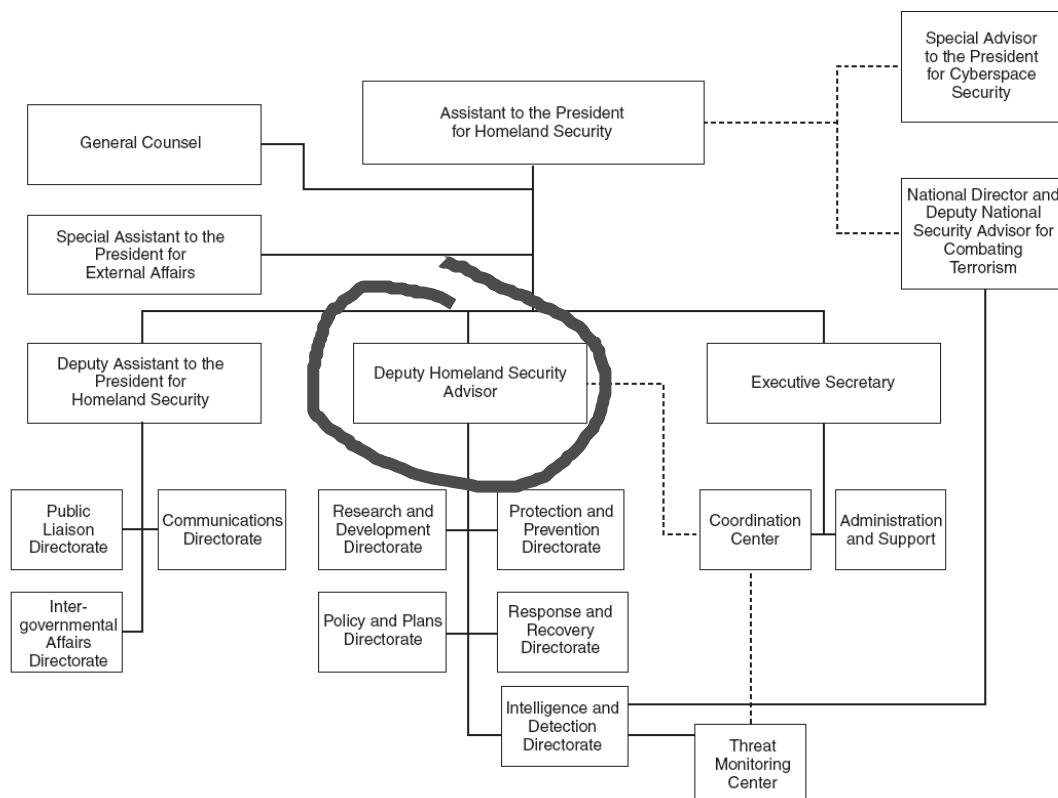 Special Advisor
to the President
for Cyberspace
Security
Assistant to the President
for Homeland Security
General Counsel
National Director and
Deputy National
Security Advisor for
Combating
Terrorism
Special Assistant to the
President for
External Affairs
Deputy Assistant to the
President for
Homeland Security
Deputy Homeland Security
Advisor
Executive Secretary
Public
Liaison
Directorate
Communications
Directorate
Research and
Development
Directorate
Protection and
Prevention
Directorate
Coordination
Center
Administration
and Support
Inter-
governmental
Affairs
Directorate
Policy and Plans
Directorate
Response and
Recovery
Directorate
Intelligence and
Detection
Directorate
Threat
Monitoring
Center